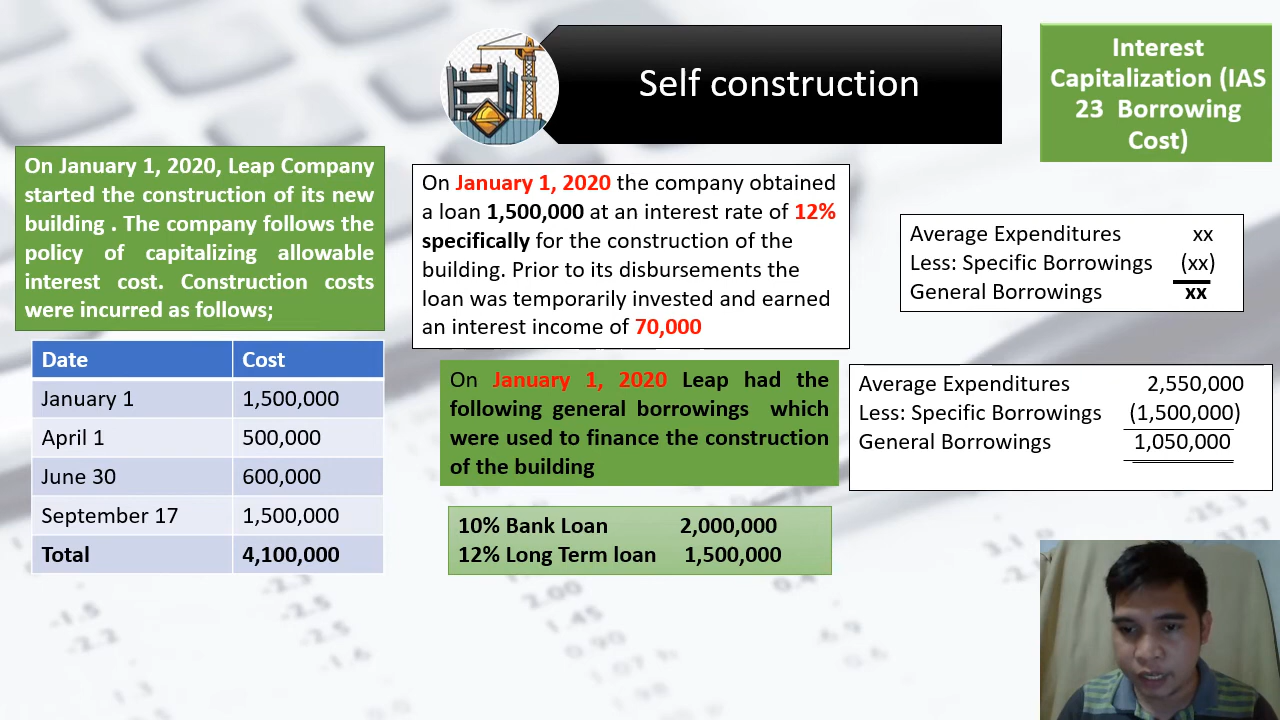 Self construction
Interest
Capitalization (IAS
23 Borrowing
Cost)
On January 1, 2020, Leap Company
started the construction of its new
building . The company follows the
policy of capitalizing allowable
interest cost. Construction costs
were incurred as follows;
Date Cost
January 1 1,500,000
April 1 500,000
June 30 600,000
September 17 1,500,000
Total 4,100,000
On January 1, 2020 the company obtained
a loan 1,500,000 at an interest rate of 12%
specifically for the construction of the
building. Prior to its disbursements the
loan was temporarily invested and earned
an interest income of 70,000
On January 1, 2020 Leap had the
following general borrowings which
were used to finance the construction
of the building
10% Bank Loan 2,000,000
12% Long Term loan 1,500,000
Average Expenditures xx
Less: Specific Borrowings (xx)
General Borrowings xx
Average Expenditures 2,550,000
Less: Specific Borrowings (1,500,000)
General Borrowings 1,050,000